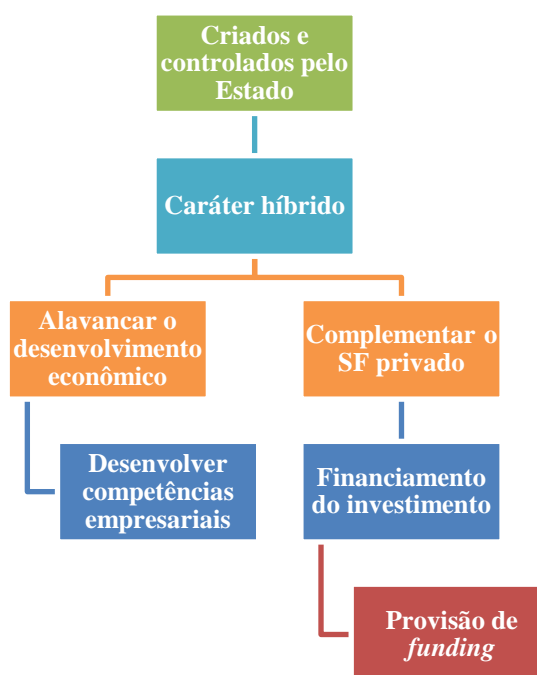 Criados e
controlados pelo
Estado
Caráter híbrido
Alavancar o
desenvolvimento
econômico
Complementar o
SF privado
Desenvolver
competências
empresariais
Financiamento
do investimento
Provisão de
funding